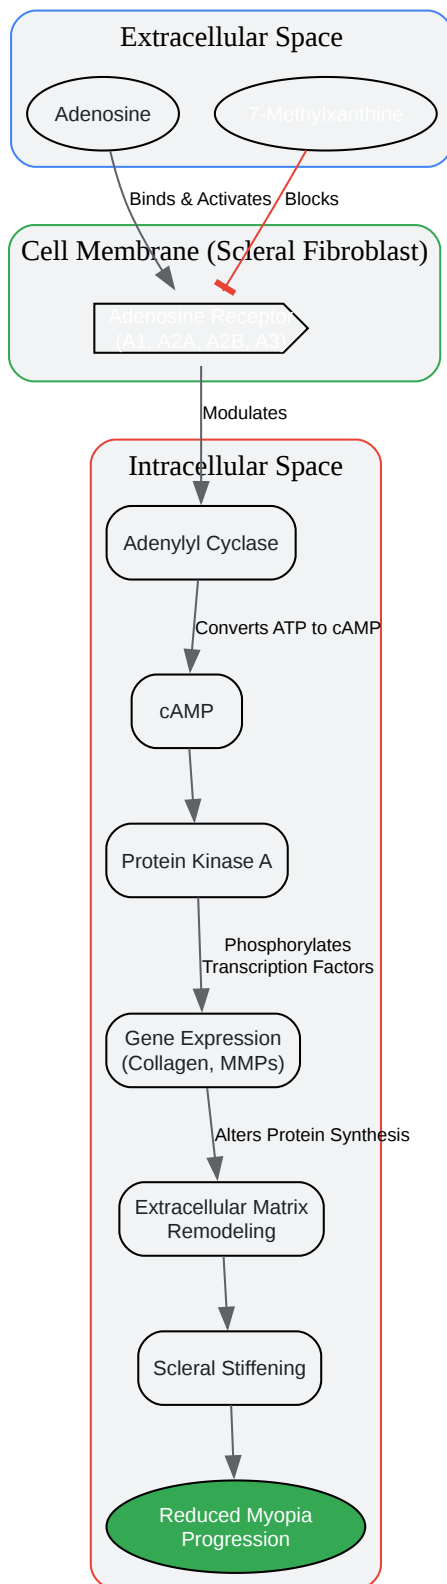 Extracellular Space
Adenosine
7-Methylxanthine
Binds & Activates
Blocks
Cell Membrane (Scleral Fibroblast)
Adenosine Receptor
(A1, A2A, A2B, A3)
Modulates
Intracellular Space
Adenylyl Cyclase
Converts ATP to cAMP
cAMP
Protein Kinase A
Phosphorylates
Transcription Factors
Gene Expression
(Collagen, MMPs)
Alters Protein Synthesis
Extracellular Matrix
Remodeling
Scleral Stiffening
Reduced Myopia
Progression